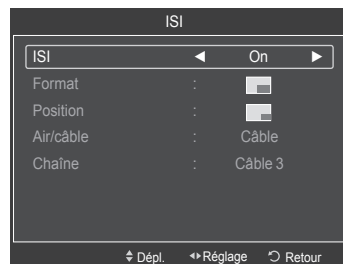 ISI
ISI ◄ On ►
Format :
Position :
Air/câble : Câble
Chaîne : Câble 3
Dépl. Réglage Retour